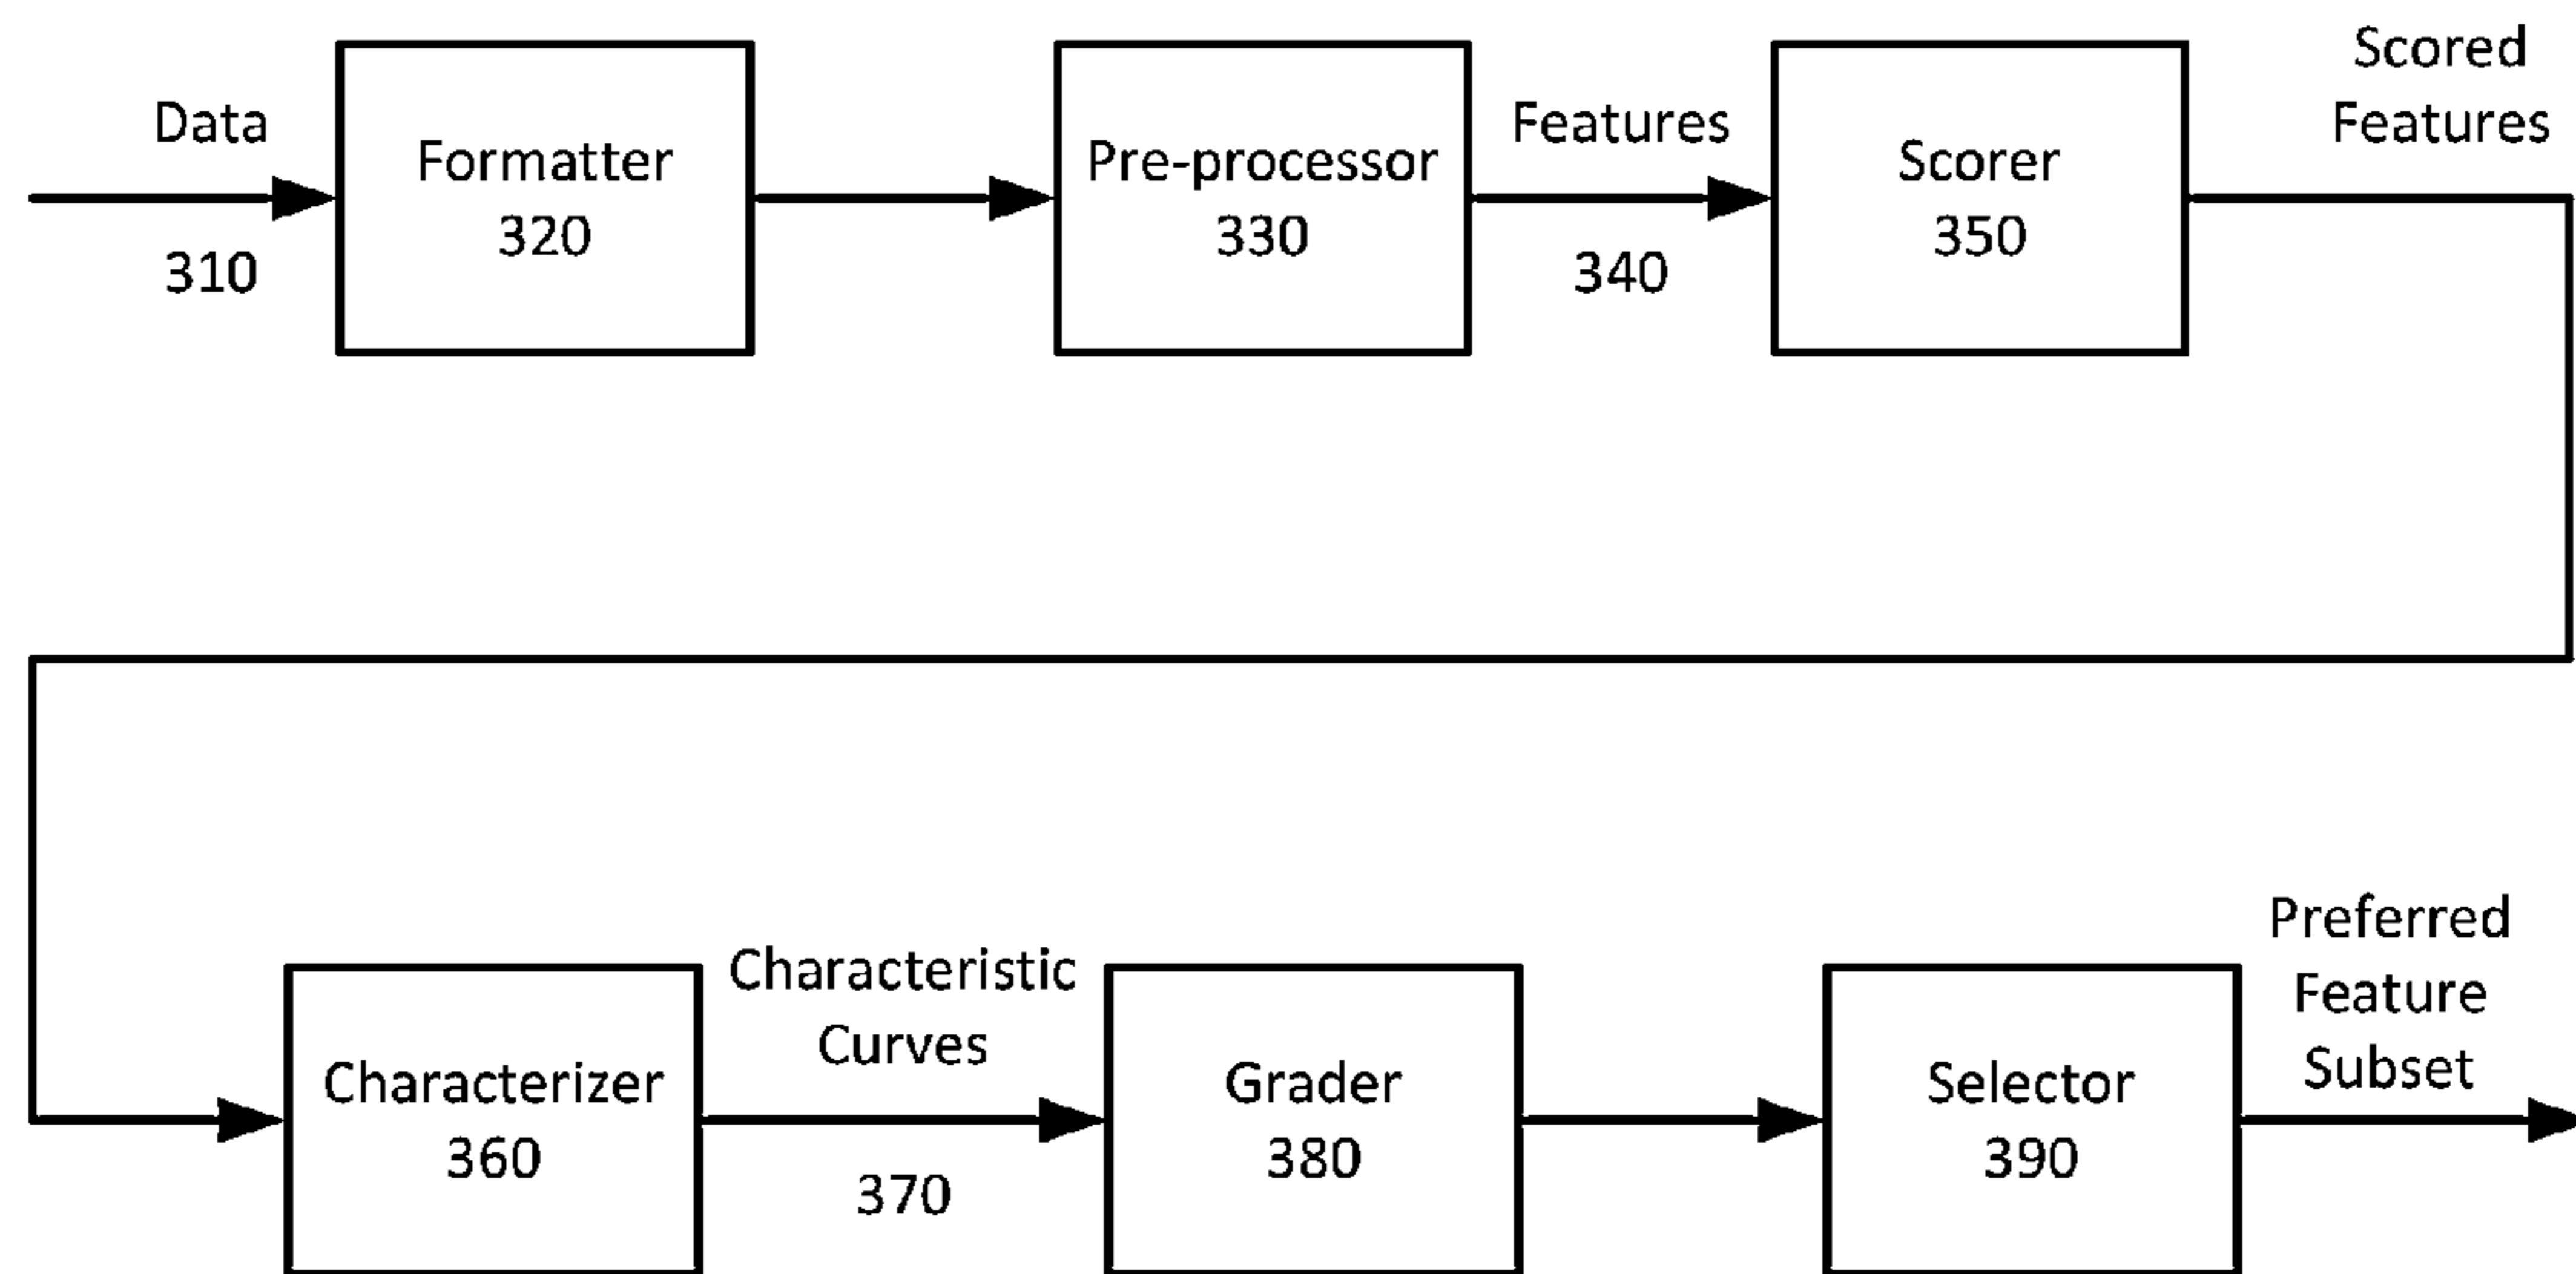 Data
310
Formatter
320
Pre-processor
330
Features
340
Scorer
350
Scored
Features
Characterizer
360
Characteristic
Curves
370
Grader
380
Selector
390
Preferred
Feature
Subset